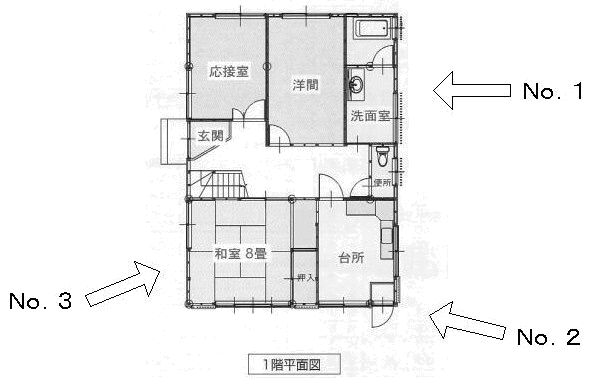 応接室
洋間
洗面室
No. 1
玄関
便所
和室 8畳
台所
押入
No. 3
No. 2
1階平面図